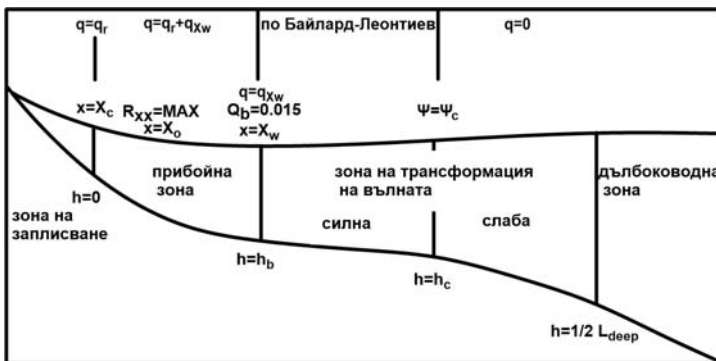 q=qr q=qr+qXw по Байлард-Леонтиев q=0
q=qXw
x=Xc RXX=MAX Qb=0.015 Ψ=Ψc
x=Xo x=Xw
прибойна зона на трансформация дълбоководна
зона на вълната зона
h=0
зона на
заплисване силна слаба
h=hb
h=hc
h=1/2 Ldeep